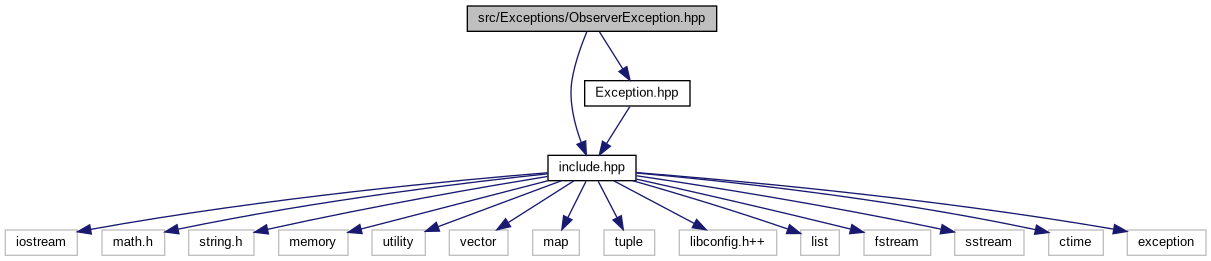 src/Exceptions/ObserverException.hpp
Exception.hpp
include.hpp
iostream
math.h
string.h
memory
utility
vector
map
tuple
libconfig.h++
list
fstream
sstream
ctime
exception